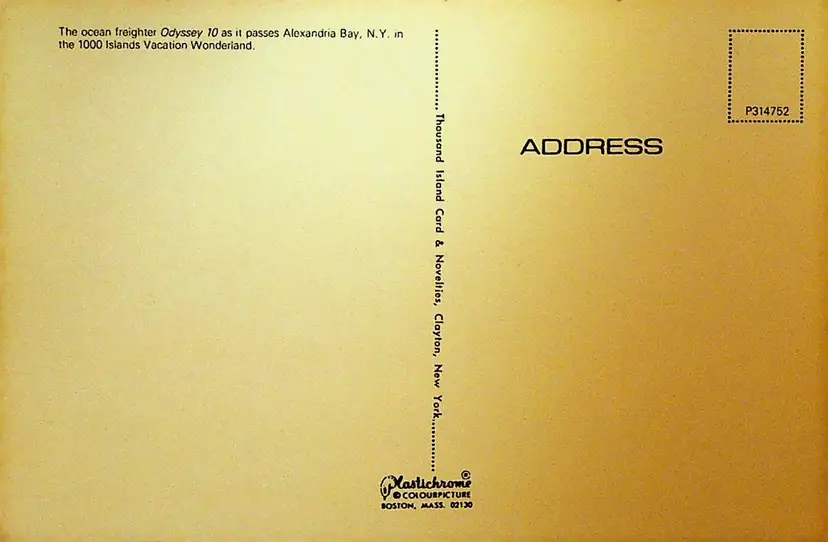 The ocean freighter Odyssey 10 as it passes Alexandria Bay, N.Y. in
the 1000 Islands Vacation Wonderland.
Thousand Island Card & Novelties, Clayton, New York
P314752
ADDRESS
Plastichrome ®
© COLOURPICTURE
BOSTON, MASS. 02130